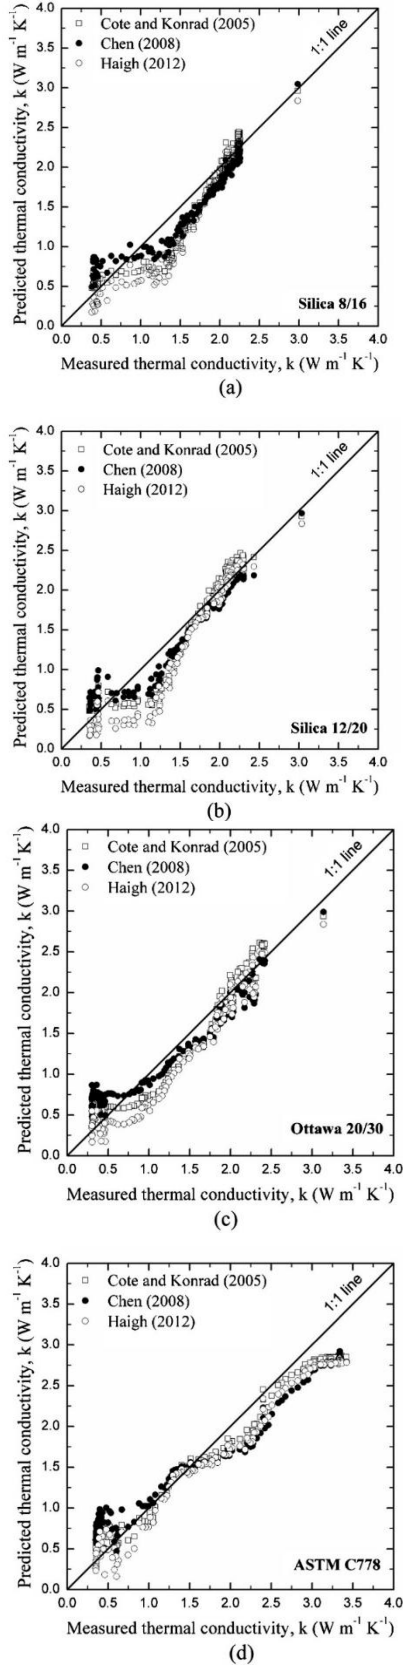 4.0
Cote and Konrad (2005)
3.5
Chen (2008)
1:1 line
3.0
Haigh (2012)
2.5
2.0
1.5
1.0
0.5
Silica 8/16
0.0
0.0 0.5 1.0 1.5 2.0 2.5 3.0 3.5 4.0
Predicted thermal conductivity, k (W m⁻¹ K⁻¹)
Measured thermal conductivity, k (W m⁻¹ K⁻¹)
(a)
4.0
Cote and Konrad (2005)
3.5
Chen (2008)
1:1 line
3.0
Haigh (2012)
2.5
2.0
1.5
1.0
0.5
Silica 12/20
0.0
0.0 0.5 1.0 1.5 2.0 2.5 3.0 3.5 4.0
Predicted thermal conductivity, k (W m⁻¹ K⁻¹)
Measured thermal conductivity, k (W m⁻¹ K⁻¹)
(b)
4.0
Cote and Konrad (2005)
3.5
Chen (2008)
1:1 line
3.0
Haigh (2012)
2.5
2.0
1.5
1.0
0.5
Ottawa 20/30
0.0
0.0 0.5 1.0 1.5 2.0 2.5 3.0 3.5 4.0
Predicted thermal conductivity, k (W m⁻¹ K⁻¹)
Measured thermal conductivity, k (W m⁻¹ K⁻¹)
(c)
4.0
Cote and Konrad (2005)
3.5
Chen (2008)
1:1 line
3.0
Haigh (2012)
2.5
2.0
1.5
1.0
0.5
ASTM C778
0.0
0.0 0.5 1.0 1.5 2.0 2.5 3.0 3.5 4.0
Predicted thermal conductivity, k (W m⁻¹ K⁻¹)
Measured thermal conductivity, k (W m⁻¹ K⁻¹)
(d)